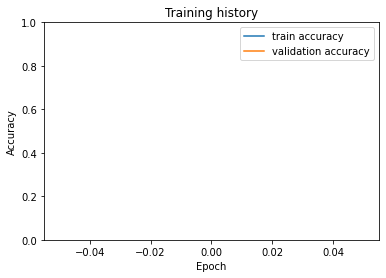 Training history
train accuracy
validation accuracy
1.0
0.8
0.6
0.4
0.2
0.0
Accuracy
−0.04 −0.02 0.00 0.02 0.04
Epoch